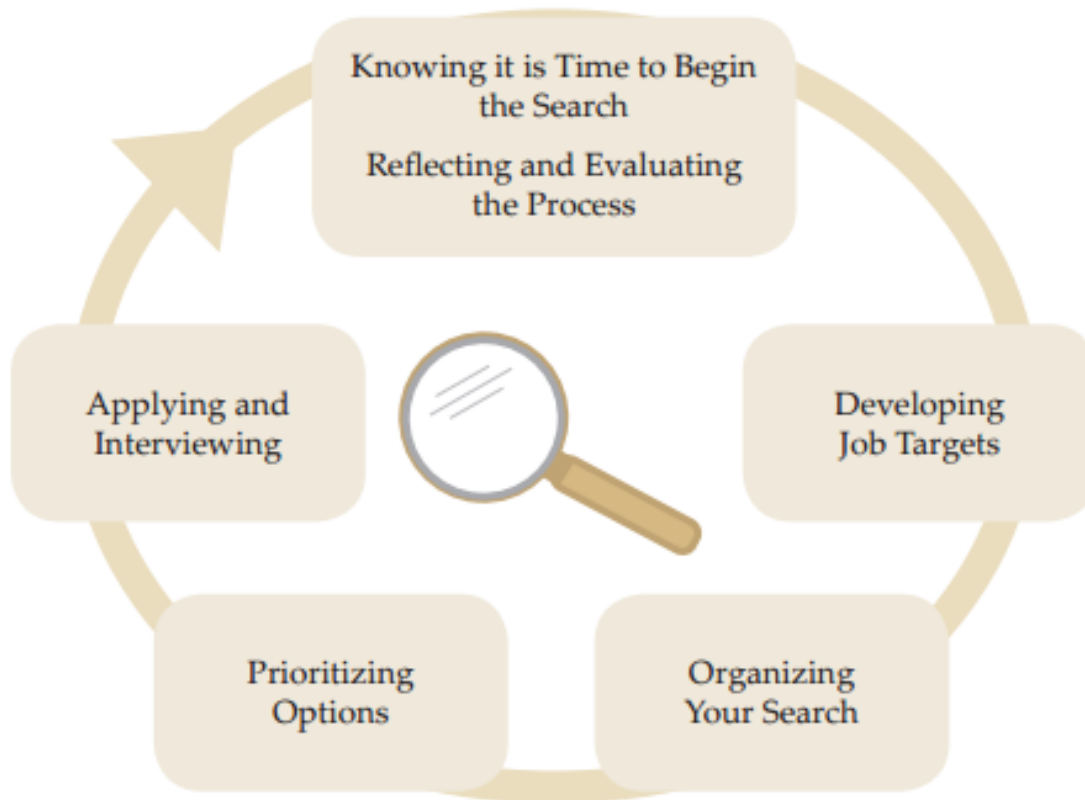 Knowing it is Time to Begin
the Search
Reflecting and Evaluating
the Process
Developing
Job Targets
Organizing
Your Search
Prioritizing
Options
Applying and
Interviewing